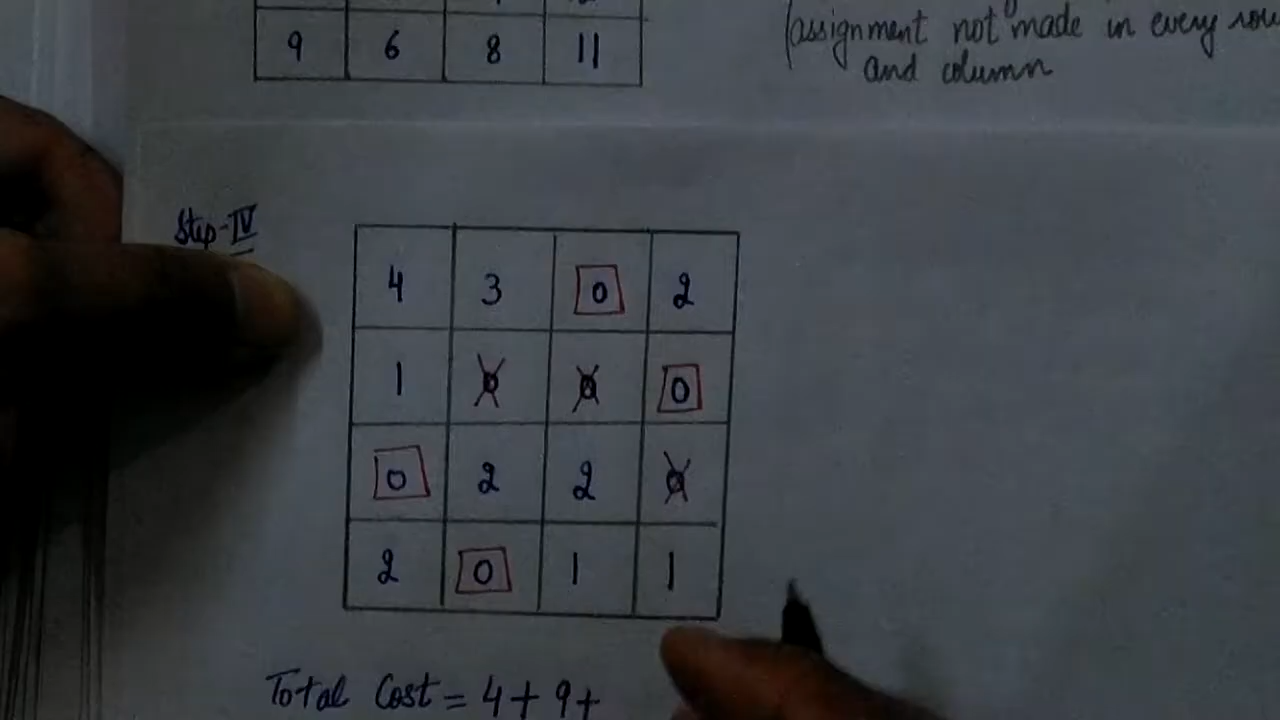 9 6 8 11
(assignment not made in every
and column
Step-IV
4 3 0 2
1 0 0 0
0 2 2 0
2 0 1 1
Total Cost = 4+ 9+